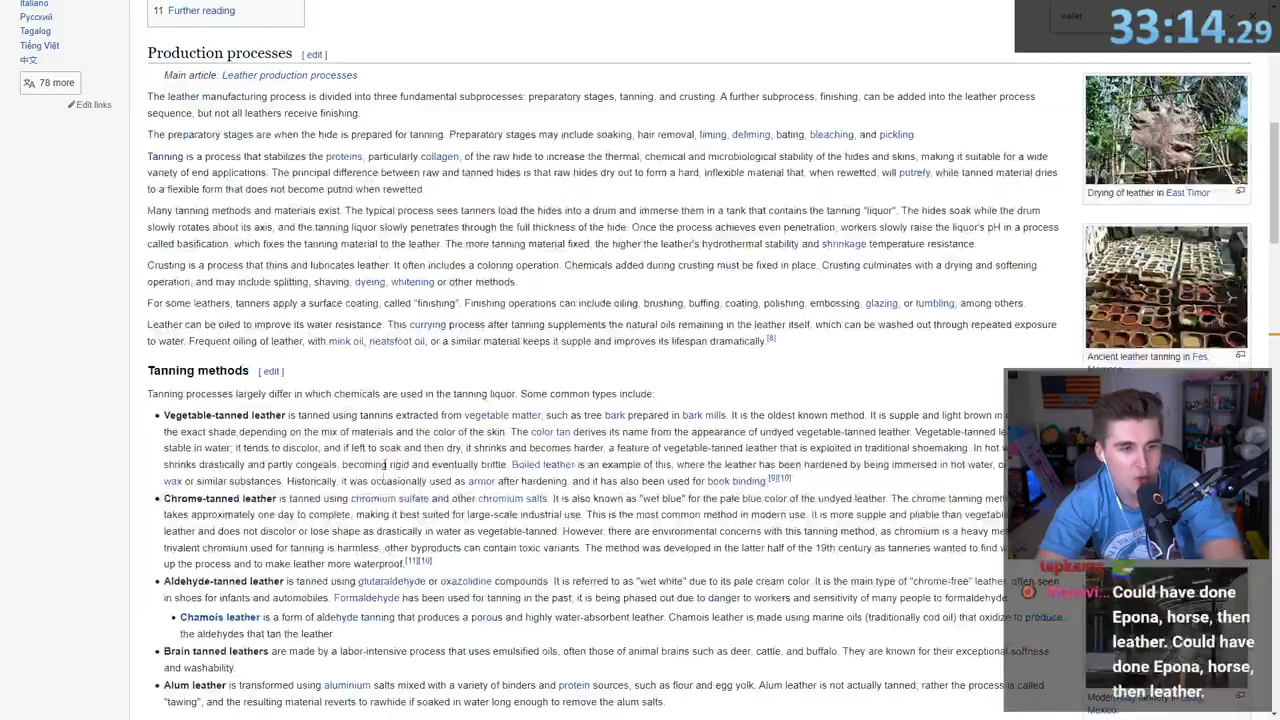 Italiano
Русский
Tagalog
Tiếng Việt
中文
78 more
Edit links
11 Further reading
wallet
33:14.29
Production processes [ edit ]
Main article: Leather production processes
The leather manufacturing process is divided into three fundamental subprocesses: preparatory stages, tanning, and crusting. A further subprocess, finishing, can be added into the leather process
sequence, but not all leathers receive finishing.
The preparatory stages are when the hide is prepared for tanning. Preparatory stages may include soaking, hair removal, liming, deliming, bating, bleaching, and pickling.
Tanning is a process that stabilizes the proteins, particularly collagen, of the raw hide to increase the thermal, chemical and microbiological stability of the hides and skins, making it suitable for a wide
variety of end applications. The principal difference between raw and tanned hides is that raw hides dry out to form a hard, inflexible material that, when rewetted, will putrefy, while tanned material dries
to a flexible form that does not become putrid when rewetted.
Many tanning methods and materials exist. The typical process sees tanners load the hides into a drum and immerse them in a tank that contains the tanning "liquor". The hides soak while the drum
slowly rotates about its axis, and the tanning liquor slowly penetrates through the full thickness of the hide. Once the process achieves even penetration, workers slowly raise the liquor's pH in a process
called basification, which fixes the tanning material to the leather. The more tanning material fixed, the higher the leather's hydrothermal stability and shrinkage temperature resistance.
Crusting is a process that thins and lubricates leather. It often includes a coloring operation. Chemicals added during crusting must be fixed in place. Crusting culminates with a drying and softening
operation, and may include splitting, shaving, dyeing, whitening or other methods.
For some leathers, tanners apply a surface coating, called "finishing". Finishing operations can include oiling, brushing, buffing, coating, polishing, embossing, glazing, or tumbling, among others.
Leather can be oiled to improve its water resistance. This currying process after tanning supplements the natural oils remaining in the leather itself, which can be washed out through repeated exposure
to water. Frequent oiling of leather, with mink oil, neatsfoot oil, or a similar material keeps it supple and improves its lifespan dramatically.[8]
Drying of leather in East Timor
Ancient leather tanning in Fes,
Tanning methods [ edit ]
Tanning processes largely differ in which chemicals are used in the tanning liquor. Some common types include:
• Vegetable-tanned leather is tanned using tannins extracted from vegetable matter, such as tree bark prepared in bark mills. It is the oldest known method. It is supple and light brown in
the exact shade depending on the mix of materials and the color of the skin. The color tan derives its name from the appearance of undyed vegetable-tanned leather. Vegetable-tanned le
stable in water; it tends to discolor, and if left to soak and then dry, it shrinks and becomes harder, a feature of vegetable-tanned leather that is exploited in traditional shoemaking. In hot w
shrinks drastically and partly congeals, becoming rigid and eventually brittle. Boiled leather is an example of this, where the leather has been hardened by being immersed in hot water, o
wax or similar substances. Historically, it was occasionally used as armor after hardening, and it has also been used for book binding.[9][10]
• Chrome-tanned leather is tanned using chromium sulfate and other chromium salts. It is also known as "wet blue" for the pale blue color of the undyed leather. The chrome tanning met
takes approximately one day to complete, making it best suited for large-scale industrial use. This is the most common method in modern use. It is more supple and pliable than vegetable
leather and does not discolor or lose shape as drastically in water as vegetable-tanned. However, there are environmental concerns with this tanning method, as chromium is a heavy me
trivalent chromium used for tanning is harmless, other byproducts can contain toxic variants. The method was developed in the latter half of the 19th century as tanneries wanted to find w
up the process and to make leather more waterproof.[11][10]
• Aldehyde-tanned leather is tanned using glutaraldehyde or oxazolidine compounds. It is referred to as "wet white" due to its pale cream color. It is the main type of "chrome-free" leather, often seen
in shoes for infants and automobiles. Formaldehyde has been used for tanning in the past; it is being phased out due to danger to workers and sensitivity of many people to formaldehyde.
• Chamois leather is a form of aldehyde tanning that produces a porous and highly water-absorbent leather. Chamois leather is made using marine oils (traditionally cod oil) that oxidize to produce
the aldehydes that tan the leather.
• Brain tanned leathers are made by a labor-intensive process that uses emulsified oils, often those of animal brains such as deer, cattle, and buffalo. They are known for their exceptional softness
and washability.
• Alum leather is transformed using aluminium salts mixed with a variety of binders and protein sources, such as flour and egg yolk. Alum leather is not actually tanned; rather the process is called
"tawing", and the resulting material reverts to rawhide if soaked in water long enough to remove the alum salts.
Could have done
Epona, horse, then
leather. Could have
done Epona, horse,
then leather.
Mexico.